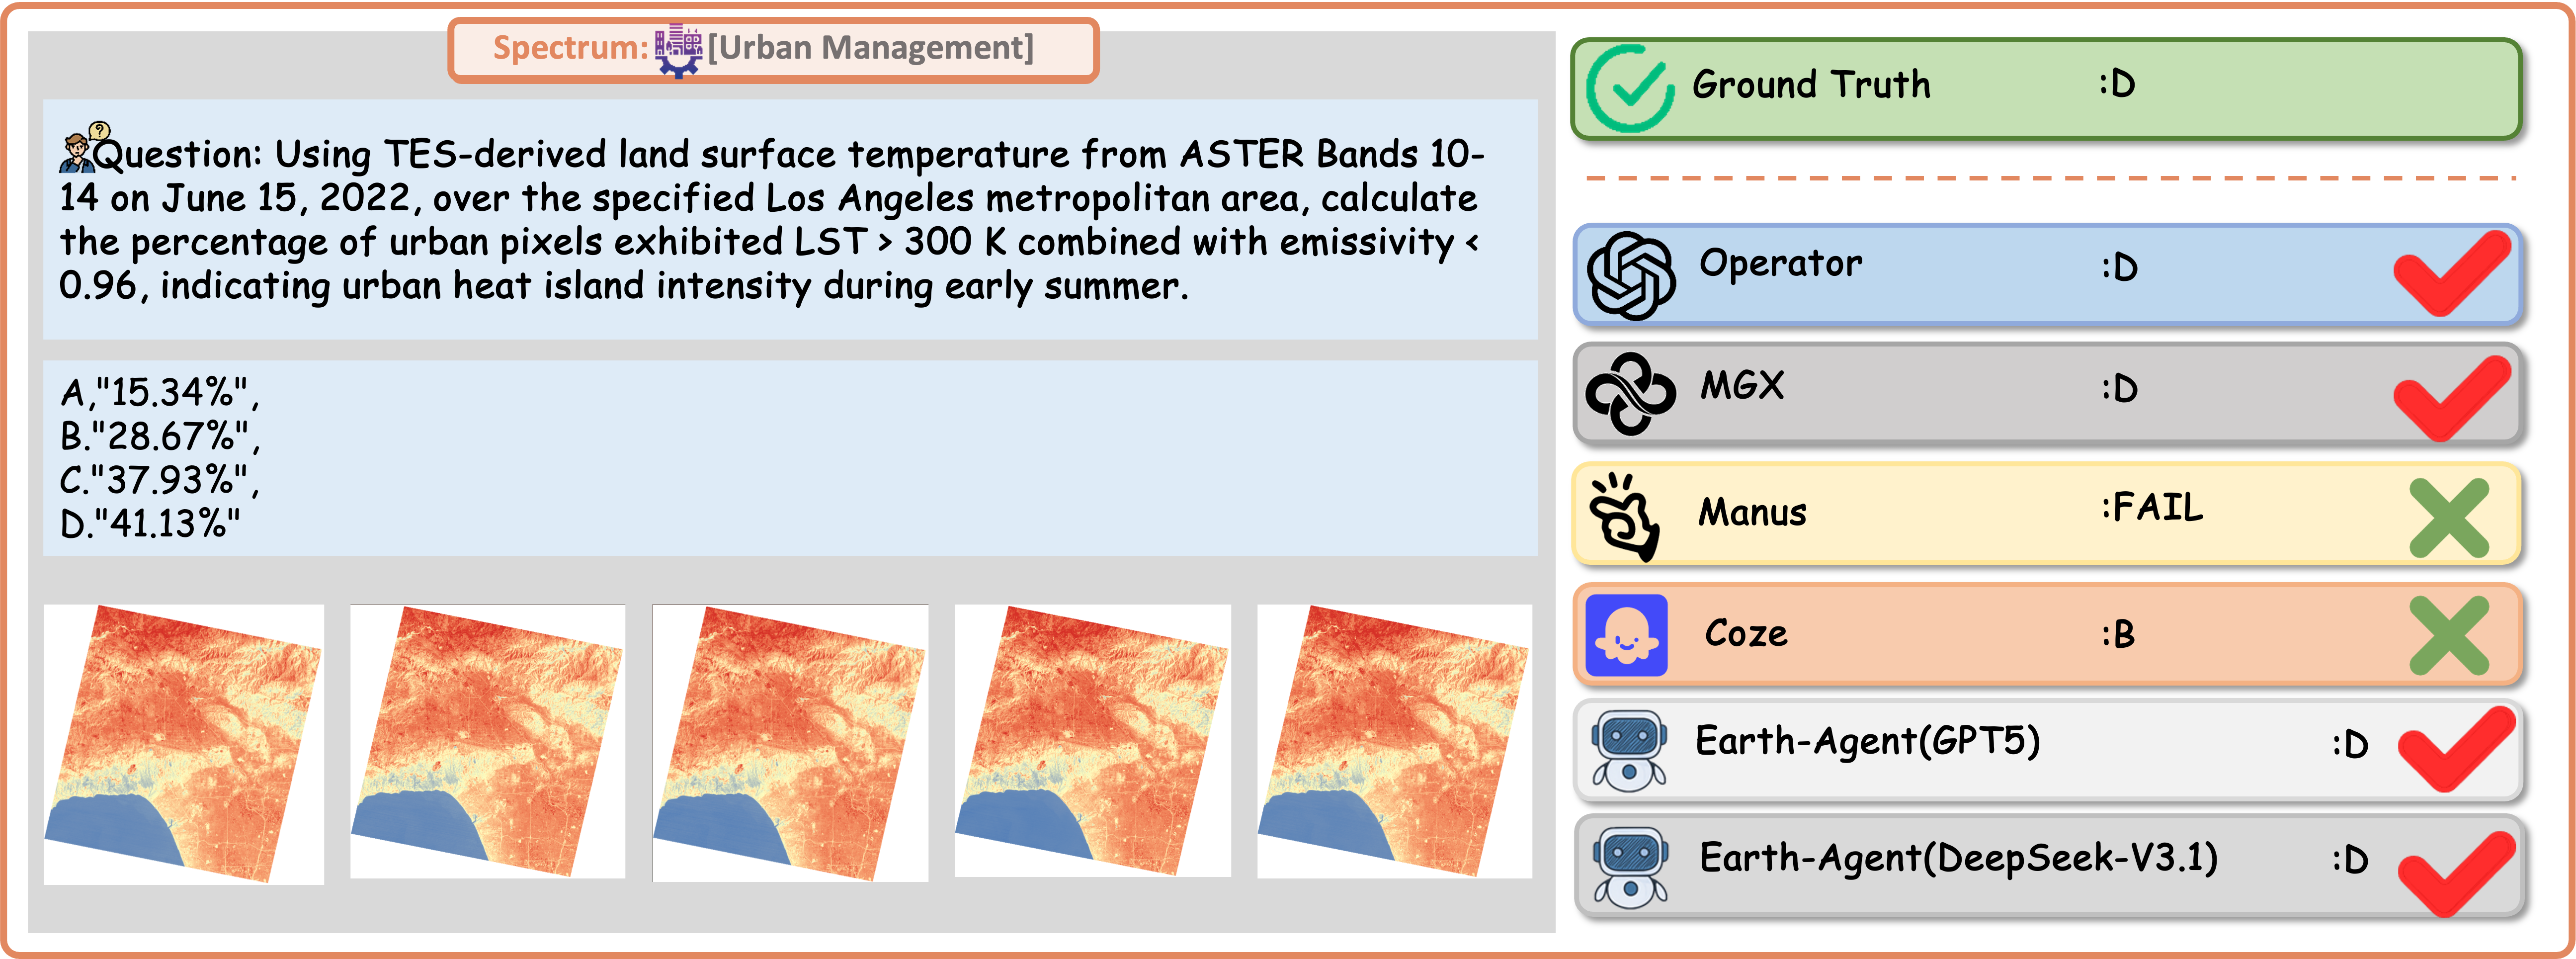 Spectrum: [Urban Management]
Question: Using TES-derived land surface temperature from ASTER Bands 10-
14 on June 15, 2022, over the specified Los Angeles metropolitan area, calculate
the percentage of urban pixels exhibited LST > 300 K combined with emissivity <
0.96, indicating urban heat island intensity during early summer.
A,"15.34%",
B."28.67%",
C."37.93%",
D."41.13%"
Ground Truth :D
Operator :D
MGX :D
Manus :FAIL
Coze :B
Earth-Agent(GPT5) :D
Earth-Agent(DeepSeek-V3.1) :D